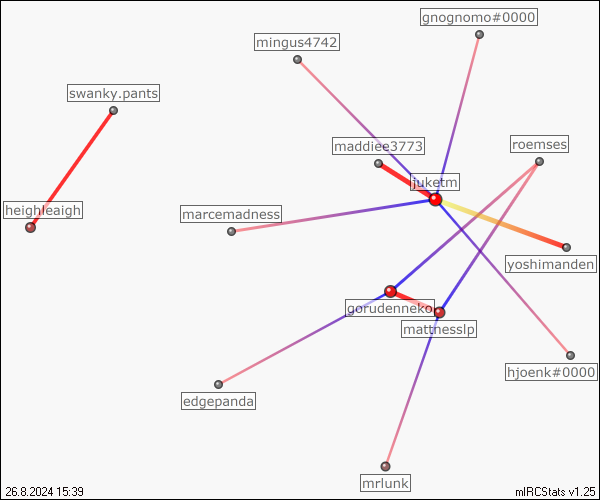 gnognomo#0000
mingus4742
swanky.pants
maddiee3773
roemses
juketm
heighleaigh
marcemadness
yoshimanden
gorudenneko
mattnesslp
hjoenk#0000
edgepanda
mrlunk
26.8.2024 15:39
mIRCStats v1.25